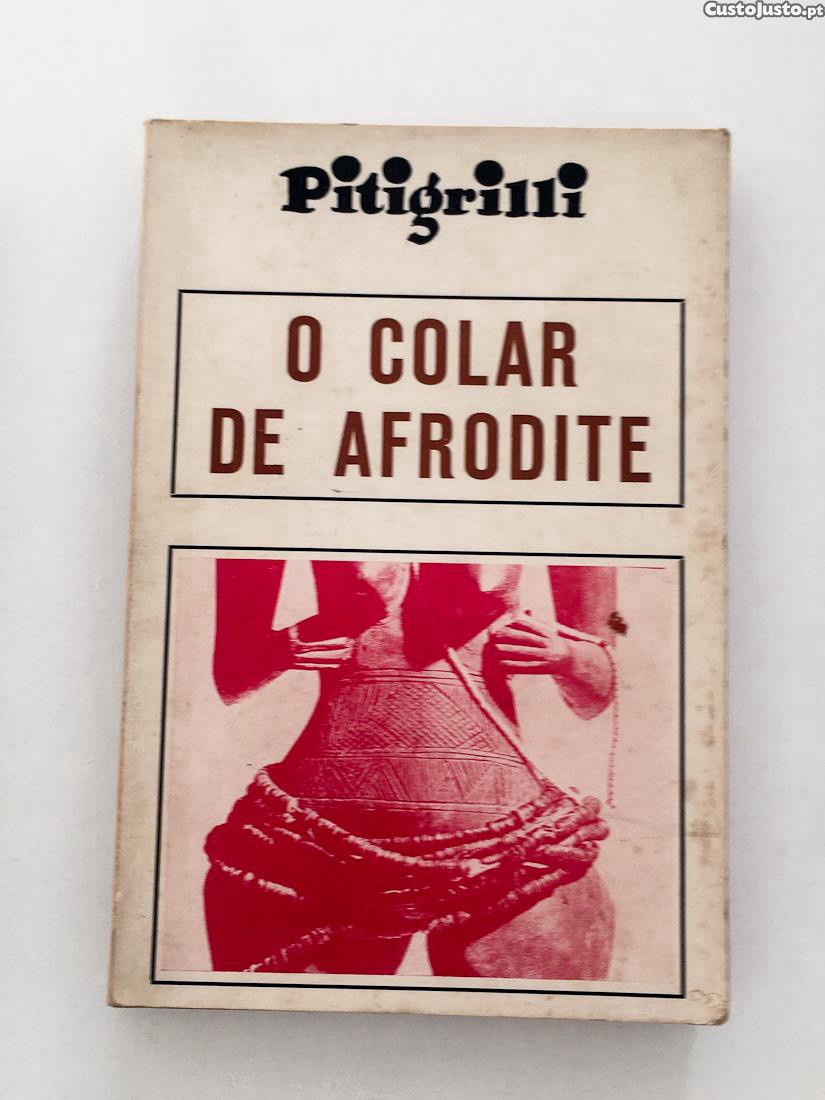 CustoJusto.pt
Pitigrilli
O COLAR
DE AFRODITE